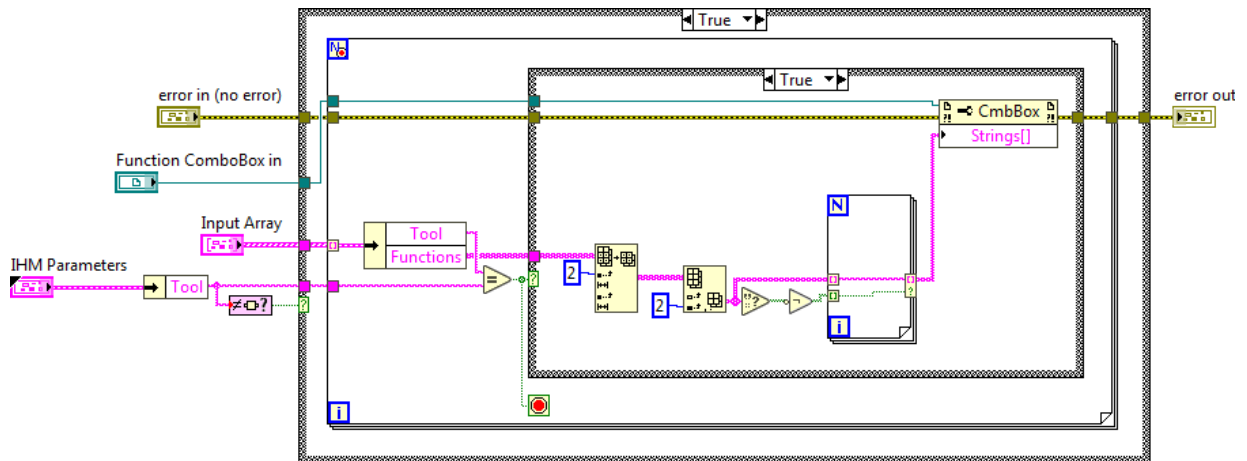 True
N
True
error in (no error)
error out
CmbBox
Strings[]
Function ComboBox in
Input Array
N
Tool
Functions
IHM Parameters
2
Tool
=
?
2
?
≠ ?
?
?
i
i